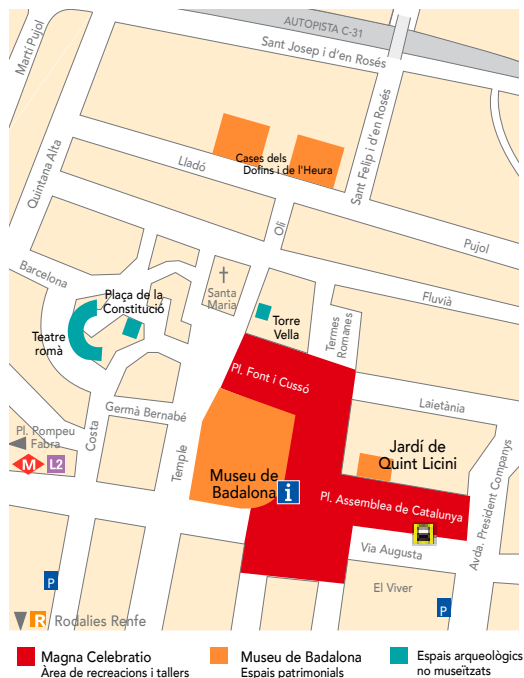 AUTOPISTA C-31
Sant Josep i d'en Rosés
Martí Pujol
Sant Felip i d'en Rosés
Cases dels
Dofins i de l'Heura
Lladó
Quintana Alta
Oli
Pujol
Barcelona
Santa
Maria
Fluvià
Plaça de la
Constitució
Torre
Vella
Termes
Romanes
Teatre
romà
Pl. Font i Cussó
Laietània
Germà Bernabé
Costa
Pl. Pompeu
Fabra
M
L2
Temple
Jardí de
Quint Licini
Museu de
Badalona
i
Pl. Assemblea de Catalunya
Avda. President Companys
Via Augusta
El Viver
P
P
R
Rodalies Renfe
Magna Celebratio
Àrea de recreacions i tallers
Museu de Badalona
Espais patrimonials
Espais arqueològics
no museïtzats